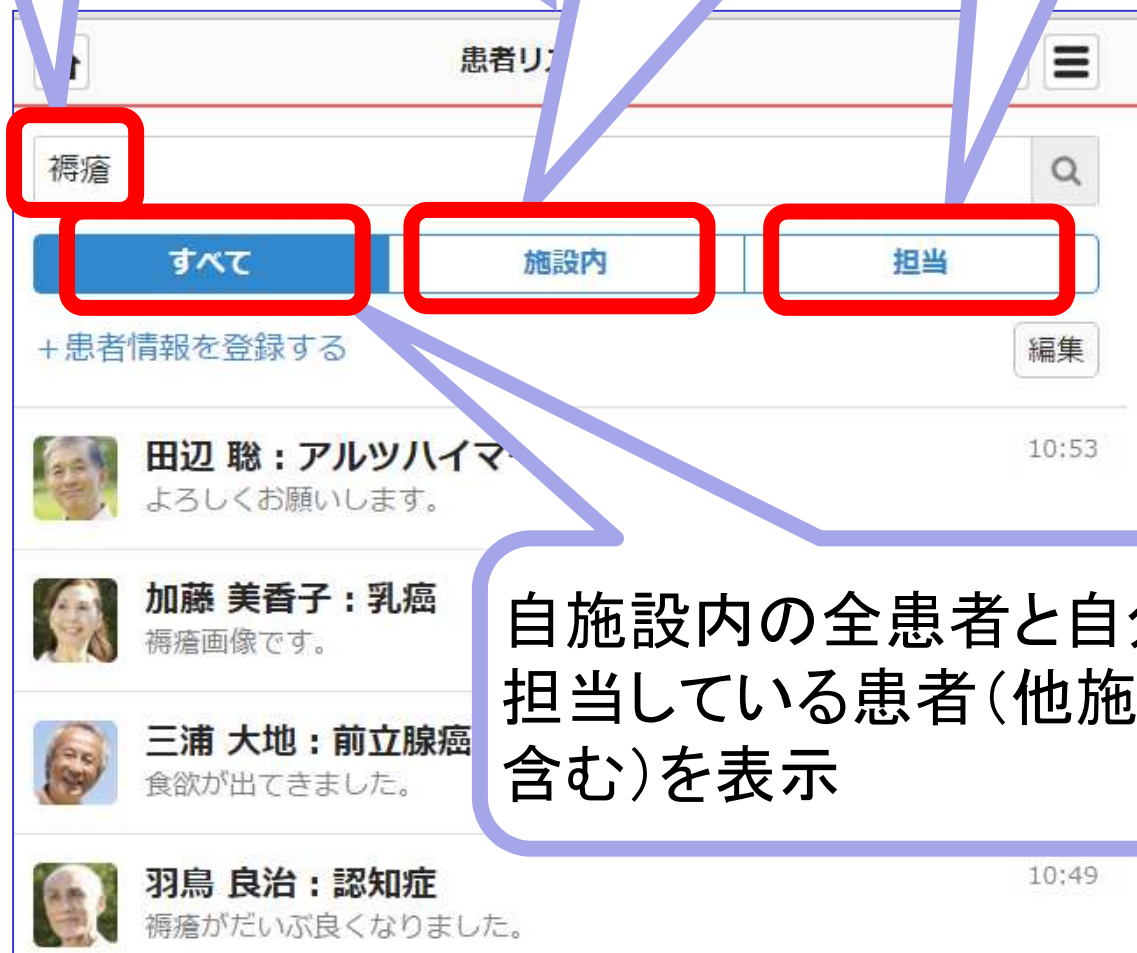 患者リ
褥瘡
すべて 施設内 担当
+患者情報を登録する 編集
田辺 聡:アルツハイマ 10:53
よろしくお願いします。
加藤 美香子:乳癌
褥瘡画像です。
三浦 大地:前立腺癌
食欲が出てきました。
自施設内の全患者と自
担当している患者(他施
含む)を表示
羽鳥 良治:認知症 10:49
褥瘡がだいぶ良くなりました。